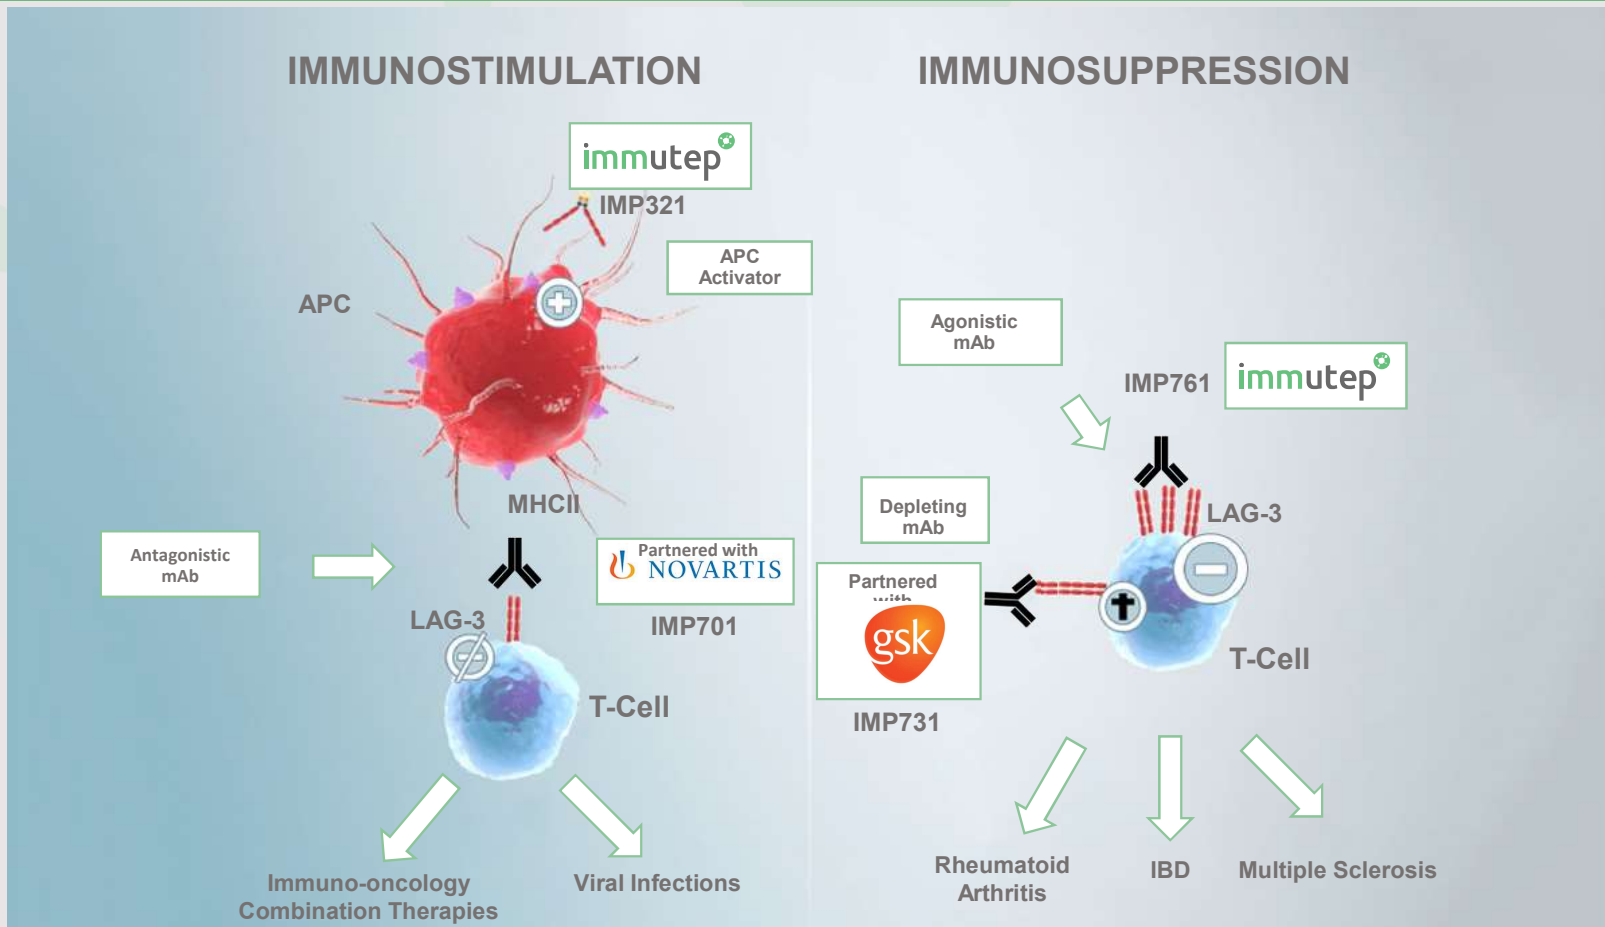 IMMUNOSTIMULATION
IMMUNOSUPPRESSION
immutep
IMP321
APC
Activator
APC
MHCII
Antagonistic
mAb
Partnered with
NOVARTIS
IMP701
LAG-3
T-Cell
Immuno-oncology
Combination Therapies
Viral Infections
Agonistic
mAb
IMP761
immutep
Depleting
mAb
LAG-3
Partnered
with
gsk
IMP731
T-Cell
Rheumatoid
Arthritis
IBD
Multiple Sclerosis